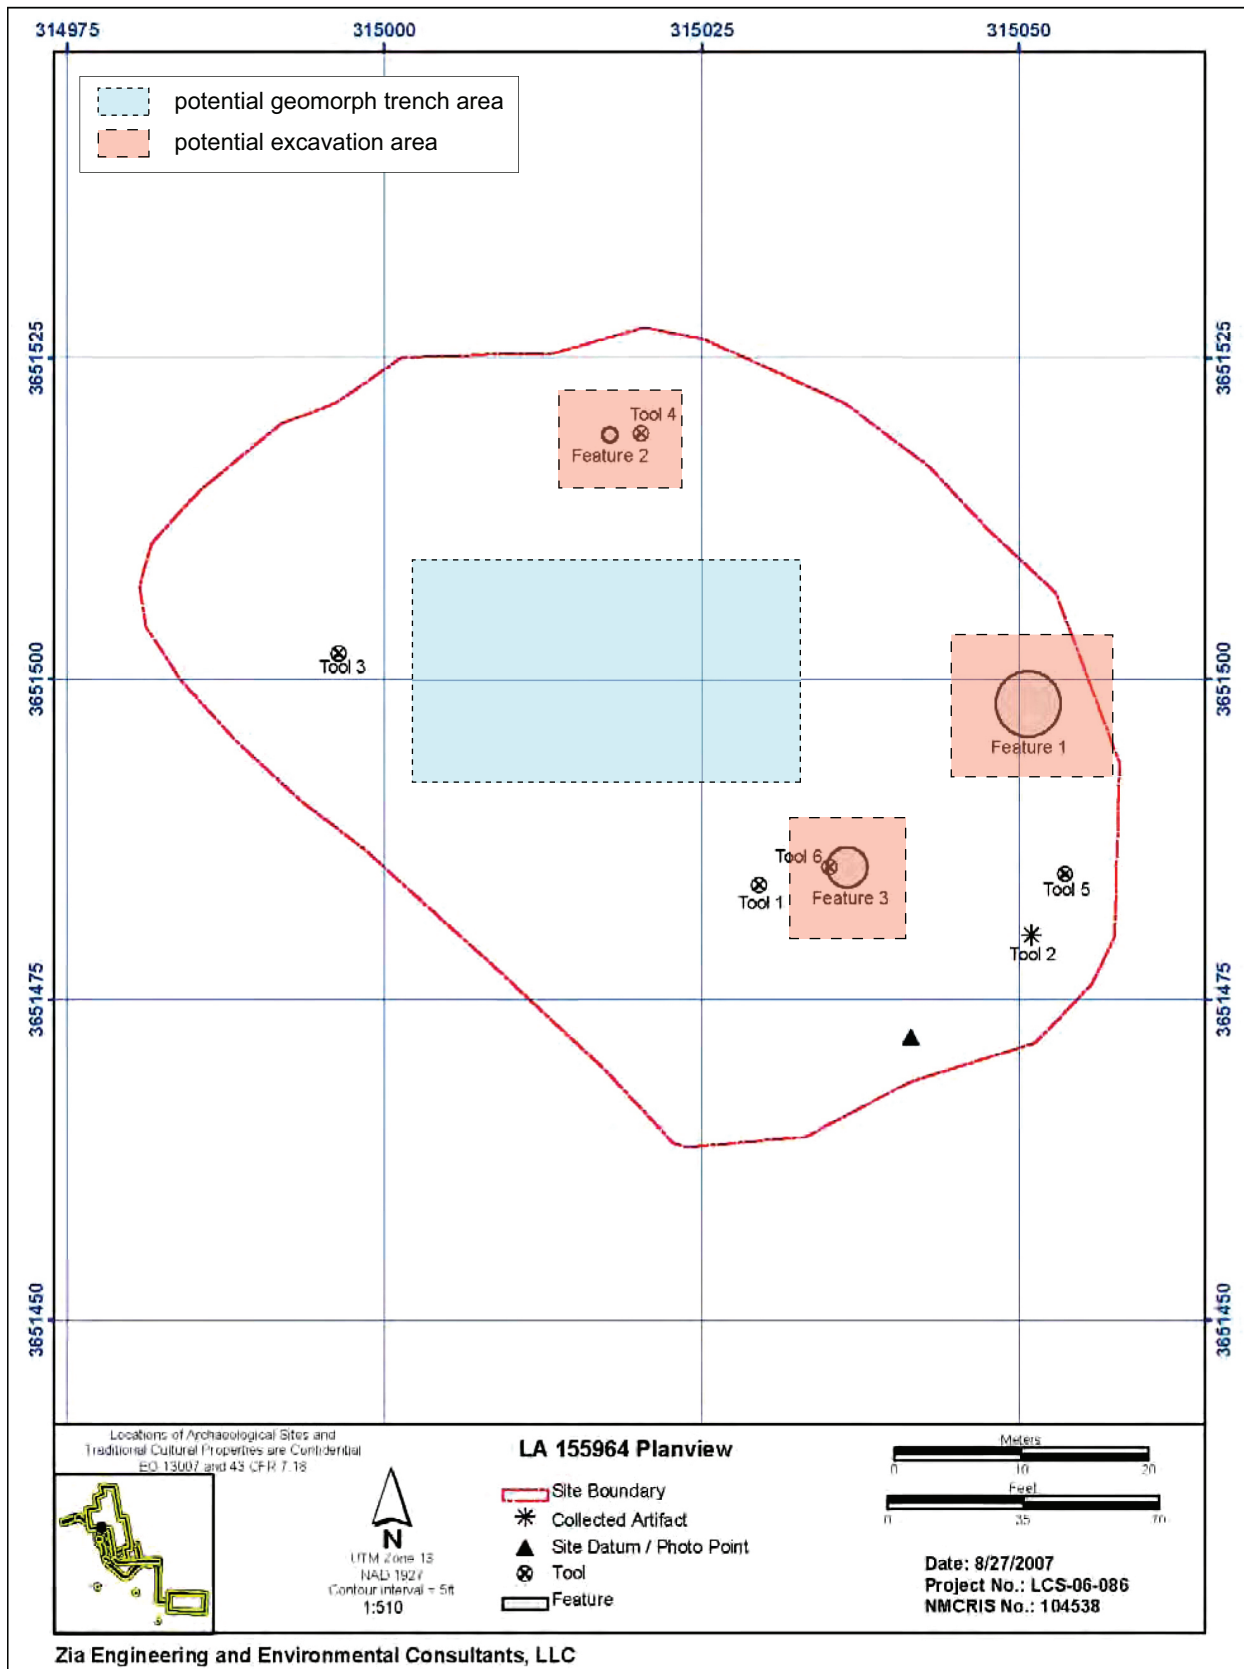 314975 315000 315025 315050
potential geomorph trench area
potential excavation area
3651525 3651525
Tool 4
Feature 2
3651500 3651500
Tool 3
Feature 1
Tool 6
Tool 1
Feature 3
Tool 5
Tool 2
3651475 3651475
3651450 3651450
Locations of Archaeological Sites and
Traditional Cultural Properties are Confidential
EO 13007 and 43 CFR 7.18
N
UTM Zone 13
NAD 1927
Contour interval = 5ft
1:510
LA 155964 Planview
Site Boundary
Collected Artifact
Site Datum / Photo Point
Tool
Feature
Meters
0 10 20
Feet
0 35 70
Date: 8/27/2007
Project No.: LCS-06-086
NMCRIS No.: 104538
Zia Engineering and Environmental Consultants, LLC